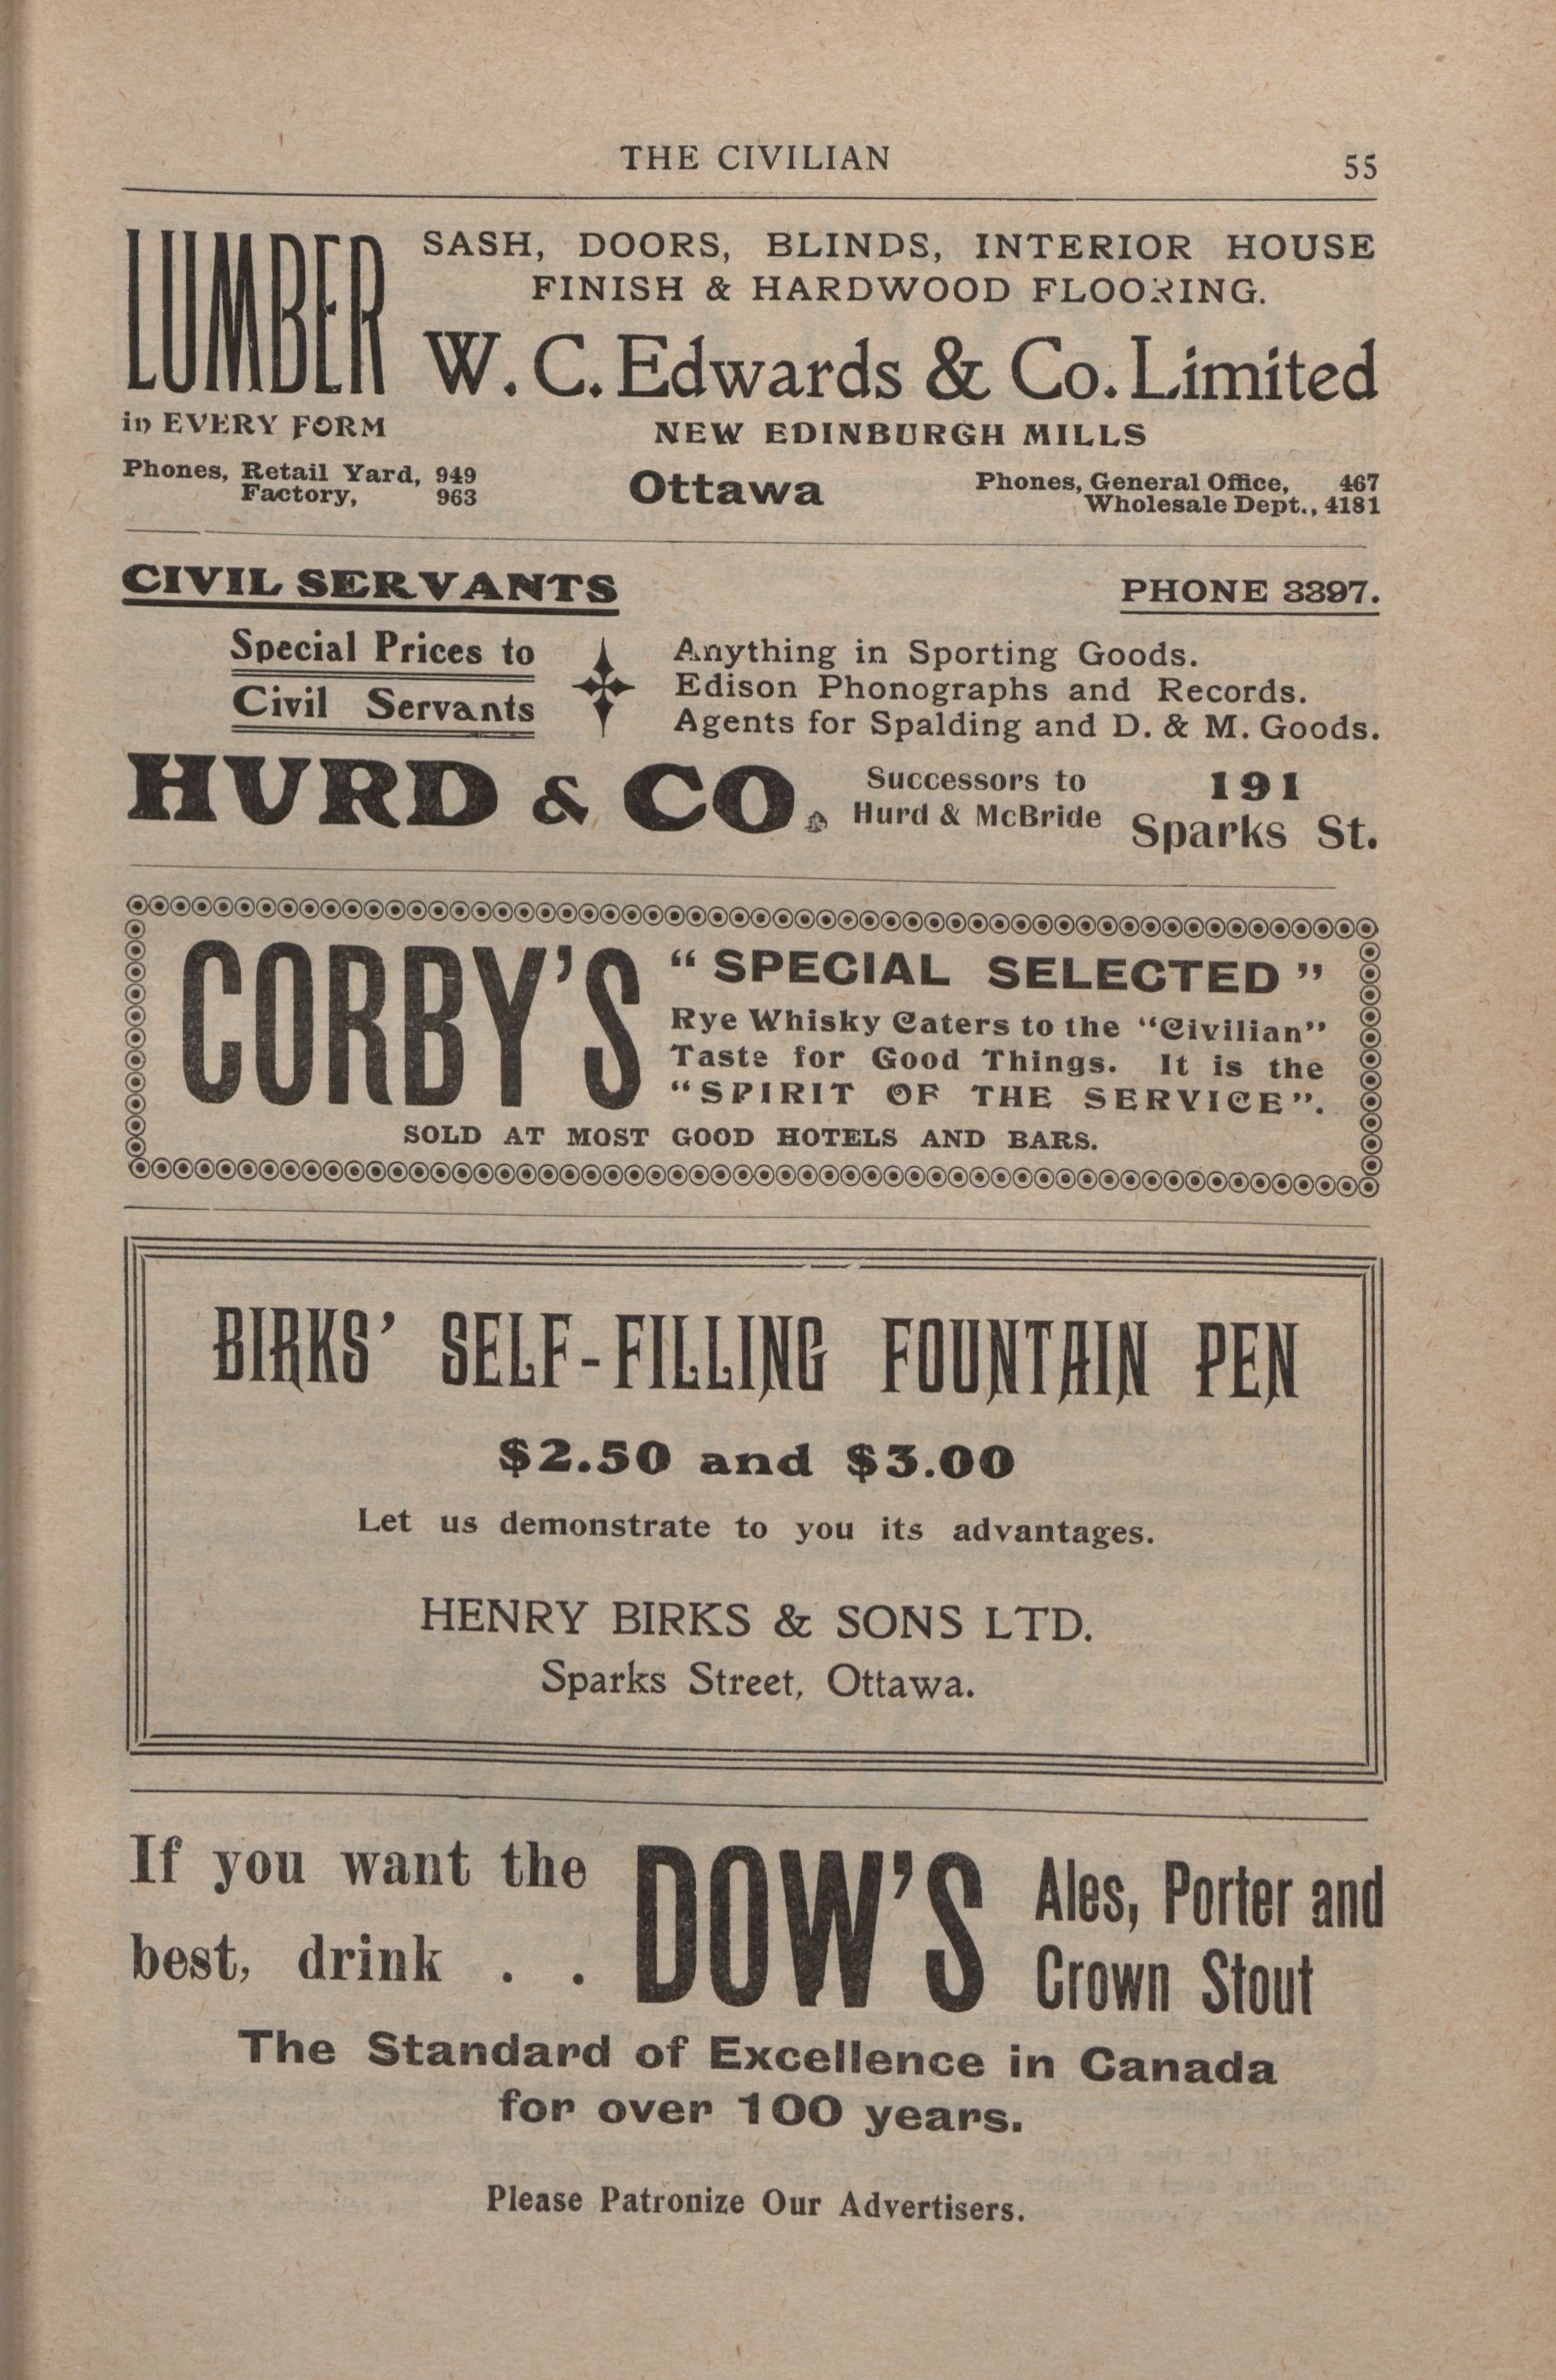 THE CIVILIAN
55
LUMBER
in EVERY FORM
SASH, DOORS, BLINDS, INTERIOR HOUSE
FINISH & HARDWOOD FLOORING.
W. C. Edwards & Co. Limited
NEW EDINBURGH MILLS
Phones, Retail Yard, 949
Factory, 963
Ottawa
Phones, General Office, 467
Wholesale Dept., 4181
CIVIL SERVANTS
PHONE 3397.
Special Prices to
Civil Servants
Anything in Sporting Goods.
Edison Phonographs and Records.
Agents for Spalding and D. & M. Goods.
HURD & CO.
Successors to
Hurd & McBride
191
Sparks St.
CORBY'S
"SPECIAL SELECTED"
Rye Whisky Caters to the "Civilian"
Taste for Good Things. It is the
"SPIRIT OF THE SERVICE".
SOLD AT MOST GOOD HOTELS AND BARS.
BIRKS' SELF-FILLING FOUNTAIN PEN
$2.50 and $3.00
Let us demonstrate to you its advantages.
HENRY BIRKS & SONS LTD.
Sparks Street, Ottawa.
If you want the
best, drink . .
DOW'S
Ales, Porter and
Crown Stout
The Standard of Excellence in Canada
for over 100 years.
Please Patronize Our Advertisers.